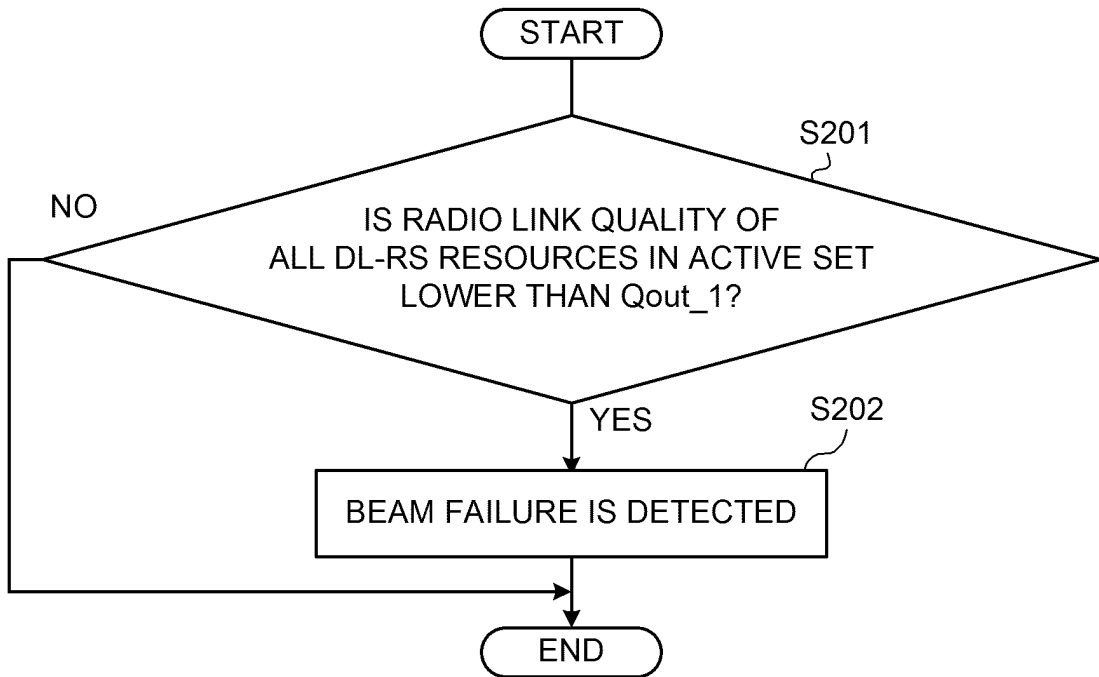 START
S201
NO
IS RADIO LINK QUALITY OF
ALL DL-RS RESOURCES IN ACTIVE SET
LOWER THAN Qout_1?
YES
S202
BEAM FAILURE IS DETECTED
END